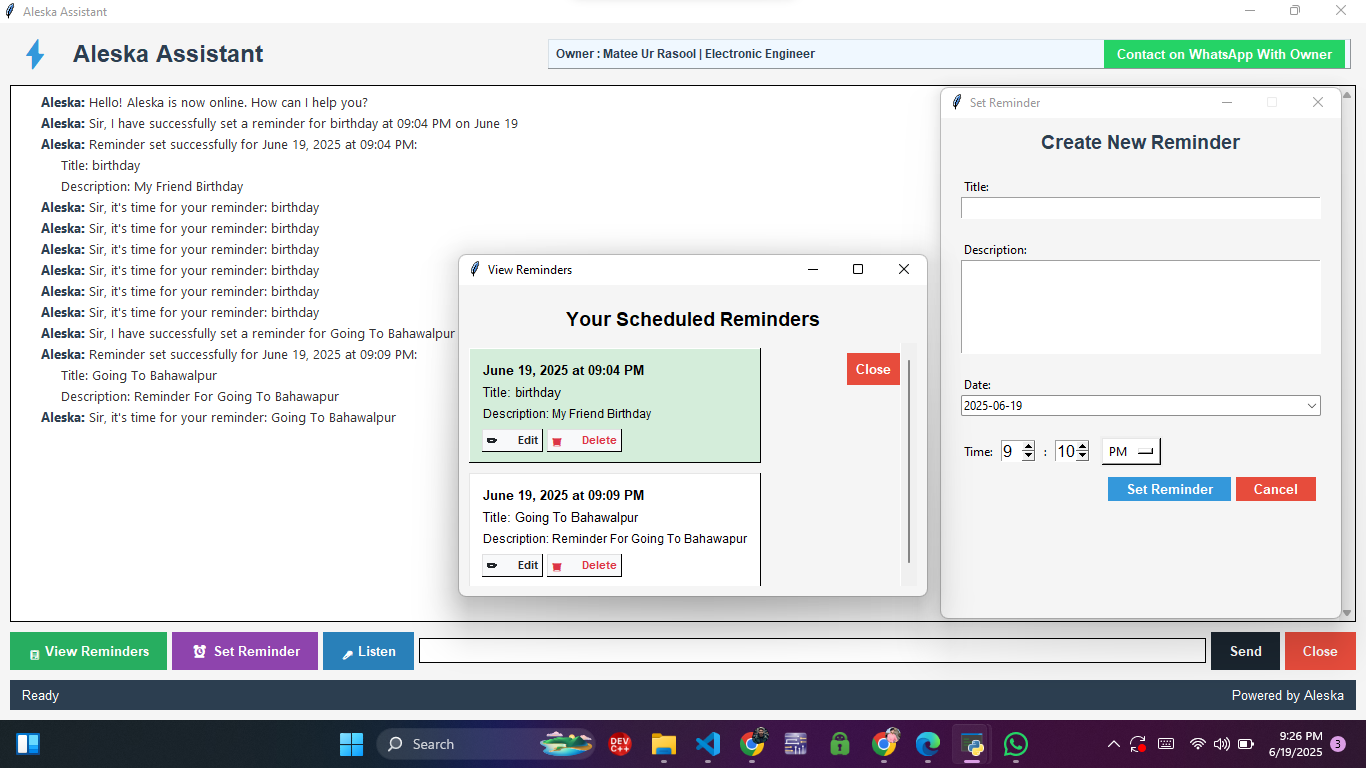 Aleska Assistant
Aleska Assistant
Owner : Matee Ur Rasool | Electronic Engineer
Contact on WhatsApp With Owner
Aleska: Hello! Aleska is now online. How can I help you?
Aleska: Sir, I have successfully set a reminder for birthday at 09:04 PM on June 19
Aleska: Reminder set successfully for June 19, 2025 at 09:04 PM:
Title: birthday
Description: My Friend Birthday
Aleska: Sir, it's time for your reminder: birthday
Aleska: Sir, it's time for your reminder: birthday
Aleska: Sir, it's time for your reminder: birthday
Aleska: Sir, it's time for your reminder: birthday
Aleska: Sir, it's time for your reminder: birthday
Aleska: Sir, it's time for your reminder: birthday
Aleska: Sir, I have successfully set a reminder for Going To Bahawalpur
Aleska: Reminder set successfully for June 19, 2025 at 09:09 PM:
Title: Going To Bahawalpur
Description: Reminder For Going To Bahawapur
Aleska: Sir, it's time for your reminder: Going To Bahawalpur
View Reminders
Your Scheduled Reminders
Close
June 19, 2025 at 09:04 PM
Title: birthday
Description: My Friend Birthday
Edit
Delete
June 19, 2025 at 09:09 PM
Title: Going To Bahawalpur
Description: Reminder For Going To Bahawapur
Edit
Delete
Set Reminder
Create New Reminder
Title:
Description:
Date:
2025-06-19
Time: 9 : 10 PM
Set Reminder
Cancel
View Reminders
Set Reminder
Listen
Send
Close
Ready
Powered by Aleska
Search
DEV
C++
9:26 PM
6/19/2025
3